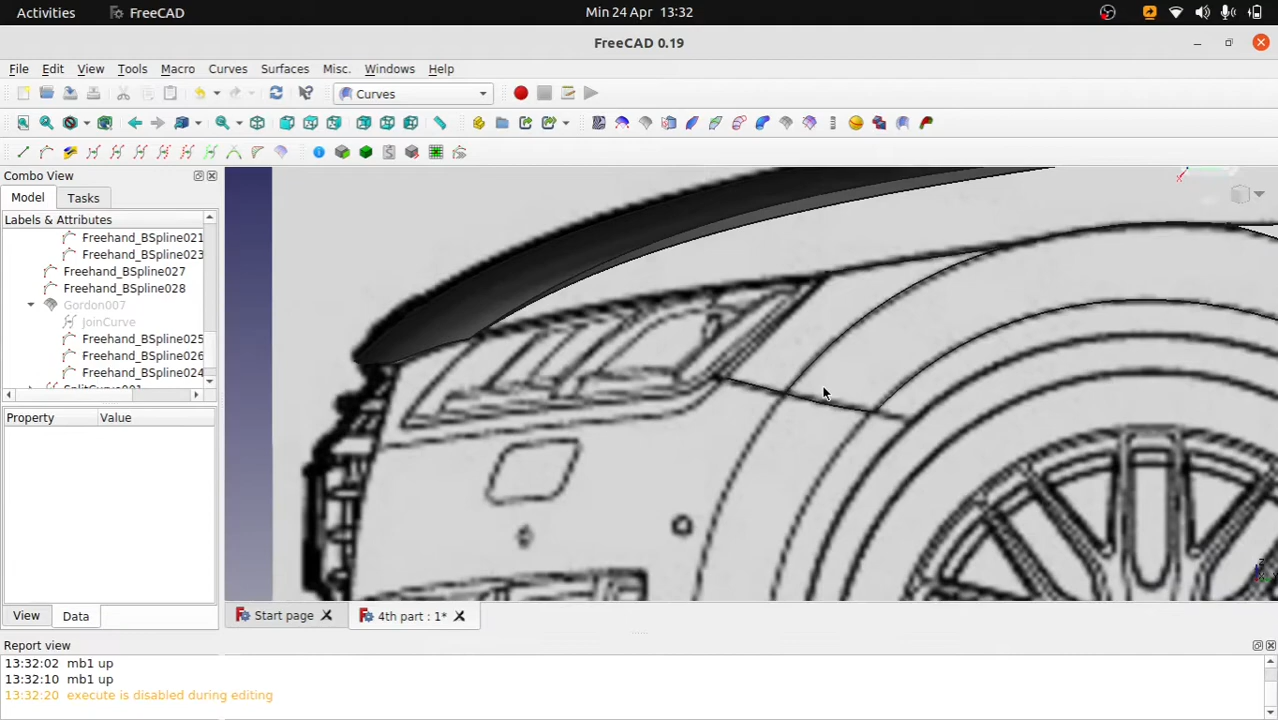 Activities FreeCAD Min 24 Apr 13:32
FreeCAD 0.19
File Edit View Tools Macro Curves Surfaces Misc. Windows Help
Curves
Combo View
Model Tasks
Labels & Attributes
Freehand_BSpline021
Freehand_BSpline023
Freehand_BSpline027
Freehand_BSpline028
Gordon007
JoinCurve
Freehand_BSpline025
Freehand_BSpline026
Freehand_BSpline024
Property Value
View Data
Start page 4th part : 1*
Report view
13:32:02 mb1 up
13:32:10 mb1 up
13:32:20 execute is disabled during editing